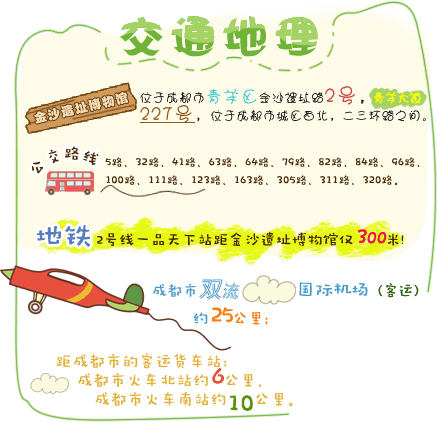 交通地理
金沙遗址博物馆
位于成都市青羊区金沙遗址路2号，青羊大道
227号，位于成都市城区西北，二三环路之间。
公交路线
5路、32路、41路、63路、64路、79路、82路、84路、96路、
100路、111路、123路、163路、305路、311路、320路。
地铁 2号线一品天下站距金沙遗址博物馆仅300米!
成都市双流国际机场（客运）
约25公里；
距成都市的客运货车站：
成都市火车北站约6公里、
成都市火车南站约10公里。